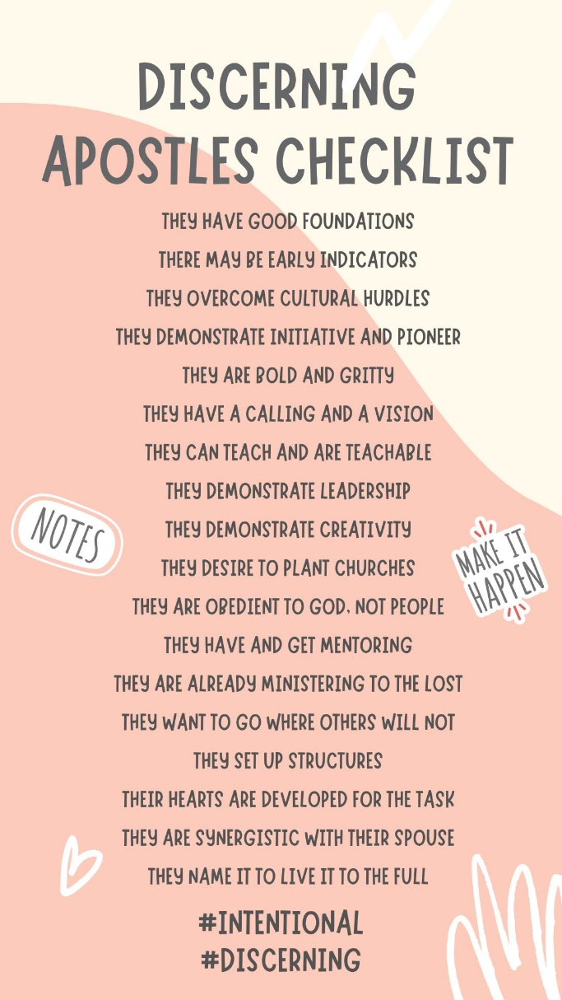 DISCERNING
APOSTLES CHECKLIST
THEY HAVE GOOD FOUNDATIONS
THERE MAY BE EARLY INDICATORS
THEY OVERCOME CULTURAL HURDLES
THEY DEMONSTRATE INITIATIVE AND PIONEER
THEY ARE BOLD AND GRITTY
THEY HAVE A CALLING AND A VISION
THEY CAN TEACH AND ARE TEACHABLE
THEY DEMONSTRATE LEADERSHIP
THEY DEMONSTRATE CREATIVITY
THEY DESIRE TO PLANT CHURCHES
THEY ARE OBEDIENT TO GOD, NOT PEOPLE
THEY HAVE AND GET MENTORING
THEY ARE ALREADY MINISTERING TO THE LOST
THEY WANT TO GO WHERE OTHERS WILL NOT
THEY SET UP STRUCTURES
THEIR HEARTS ARE DEVELOPED FOR THE TASK
THEY ARE SYNERGISTIC WITH THEIR SPOUSE
THEY NAME IT TO LIVE IT TO THE FULL
#INTENTIONAL
#DISCERNING
NOTES
MAKE IT
HAPPEN